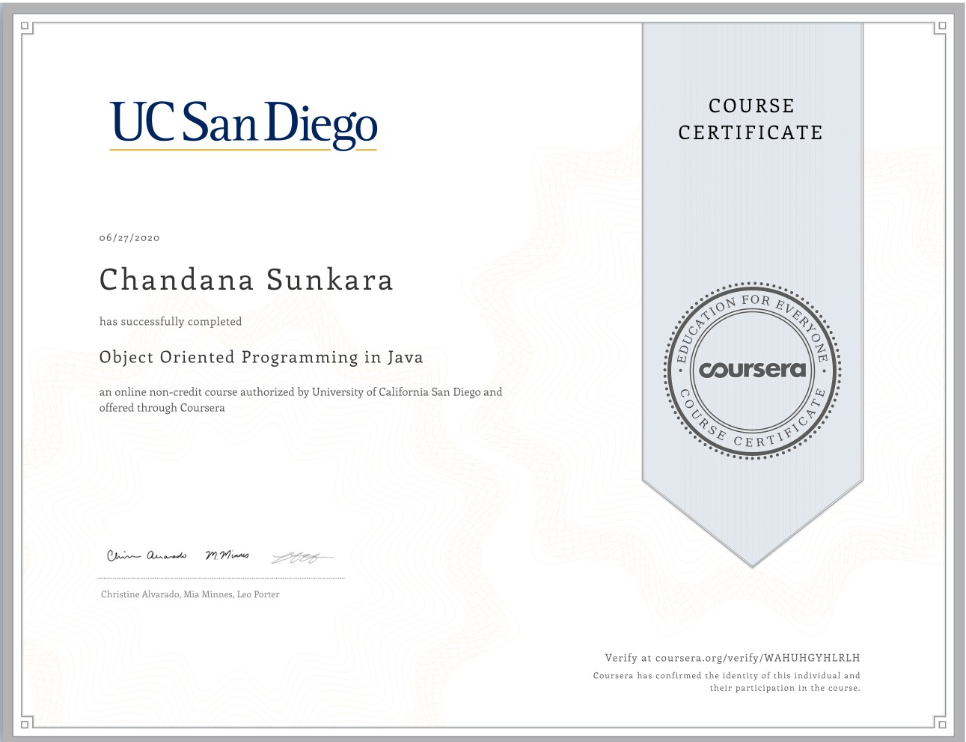 UC San Diego
COURSE
CERTIFICATE
06/27/2020
Chandana Sunkara
has successfully completed
Object Oriented Programming in Java
an online non-credit course authorized by University of California San Diego and
offered through Coursera
EDUCATION FOR EVERYONE
coursera
COURSE CERTIFICATE
M. Minnes
Christine Alvarado, Mia Minnes, Leo Porter
Verify at coursera.org/verify/WAHUHGYHLRLH
Coursera has confirmed the identity of this individual and
their participation in the course.